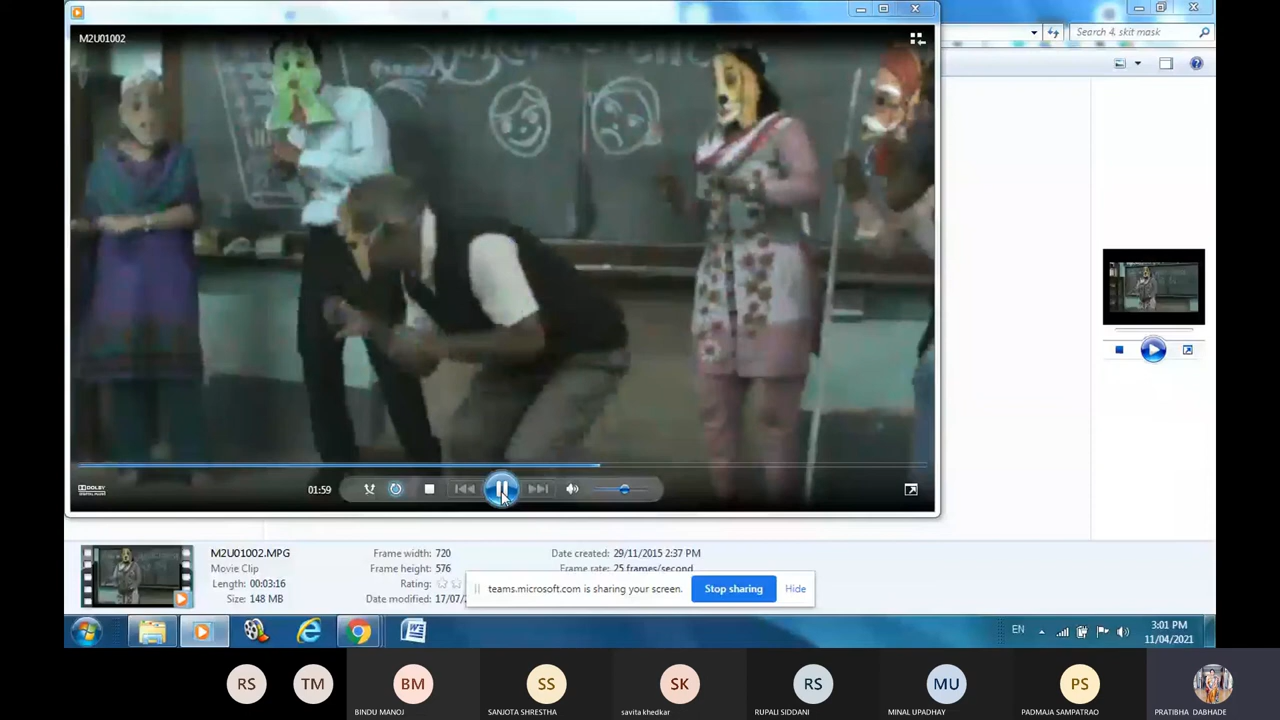 M2U01002
Search 4. skit mask
DOLBY
01:59
M2U01002.MPG
Movie Clip
Length: 00:03:16
Size: 148 MB
Frame width: 720
Frame height: 576
Rating:
Date modified: 17/07/
Date created: 29/11/2015 2:37 PM
Frame rate: 25 frames/second
teams.microsoft.com is sharing your screen.
Stop sharing
Hide
EN
3:01 PM
11/04/2021
RS
TM
BM
SS
SK
RS
MU
PS
BINDU MANOJ
SANJOTA SHRESTHA
savita khedkar
RUPALI SIDDANI
MINAL UPADHAY
PADMAJA SAMPATRAO
PRATIBHA DABHADE